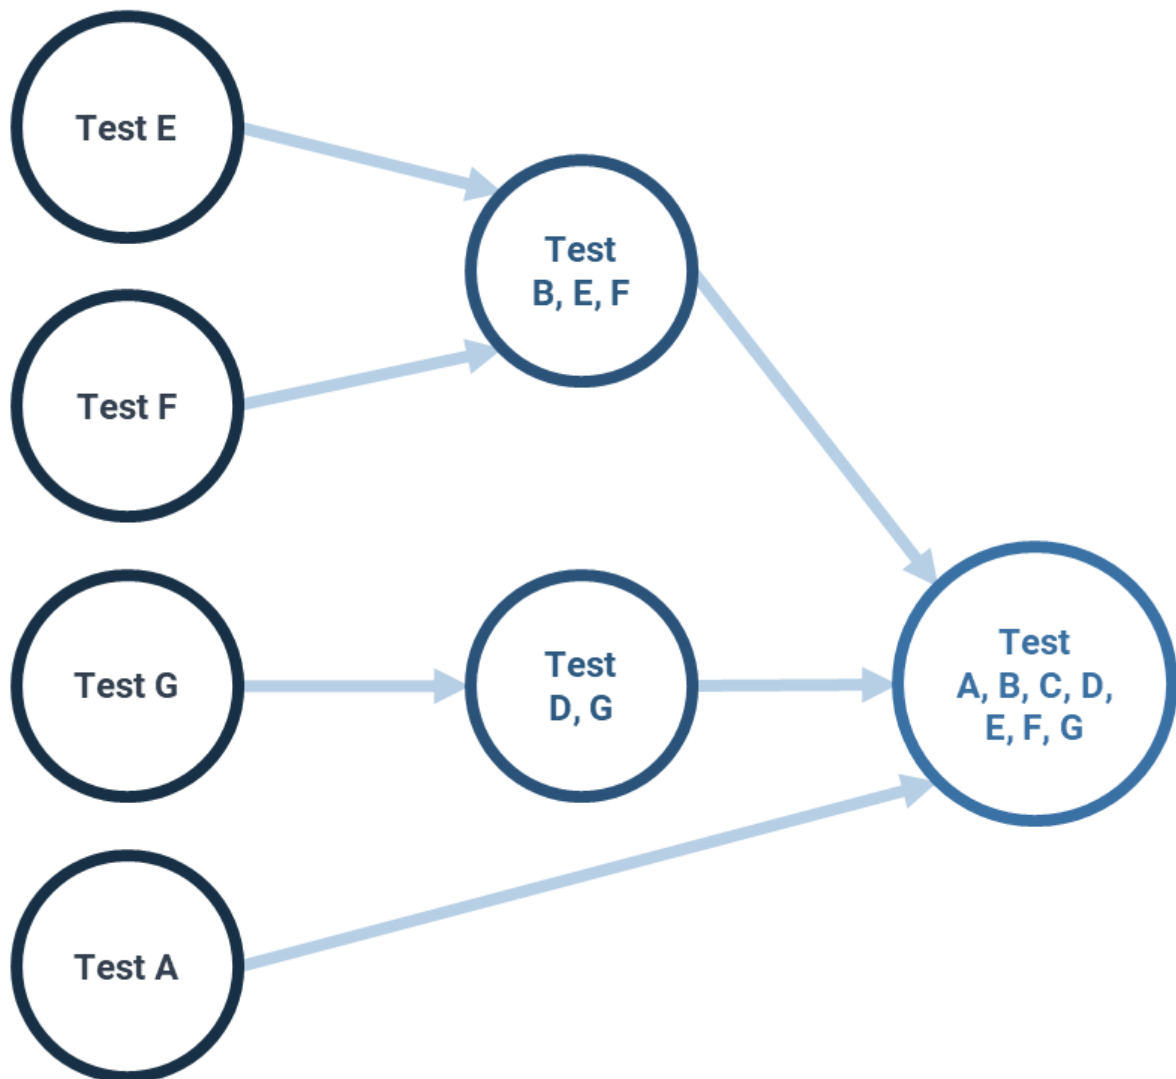 Test E
Test
B, E, F
Test F
Test G
Test
D, G
Test
A, B, C, D,
E, F, G
Test A